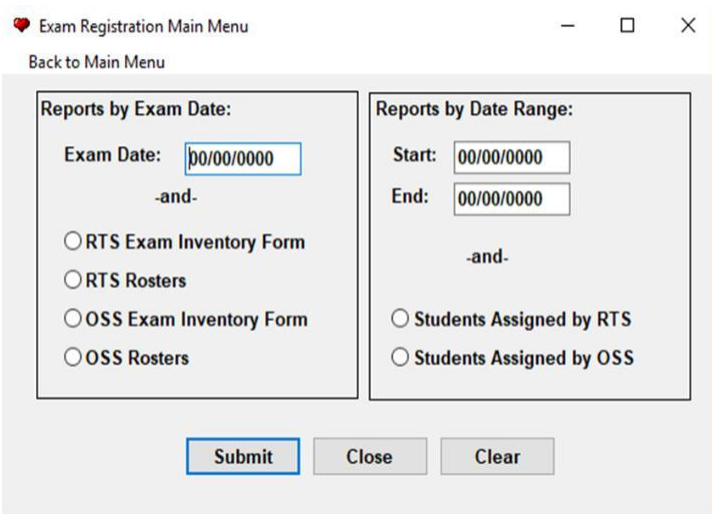 Exam Registration Main Menu
Back to Main Menu
Reports by Exam Date:
Exam Date: 00/00/0000
-and-
RTS Exam Inventory Form
RTS Rosters
OSS Exam Inventory Form
OSS Rosters
Reports by Date Range:
Start: 00/00/0000
End: 00/00/0000
-and-
Students Assigned by RTS
Students Assigned by OSS
Submit Close Clear